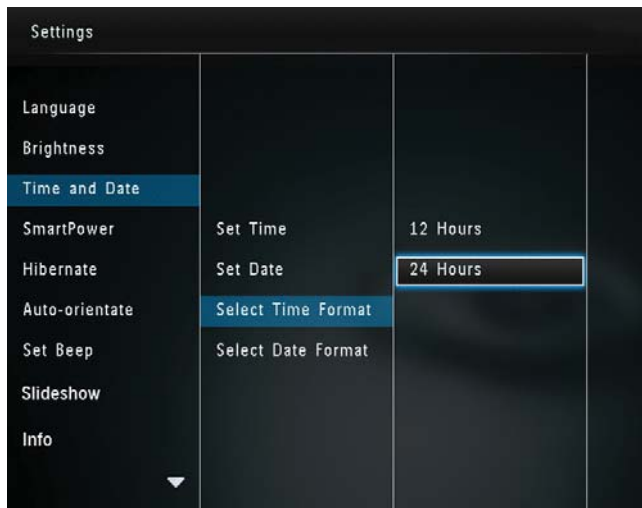 Settings
Language
Brightness
Time and Date
SmartPower
Hibernate
Auto-orientate
Set Beep
Slideshow
Info
Set Time
Set Date
Select Time Format
Select Date Format
12 Hours
24 Hours